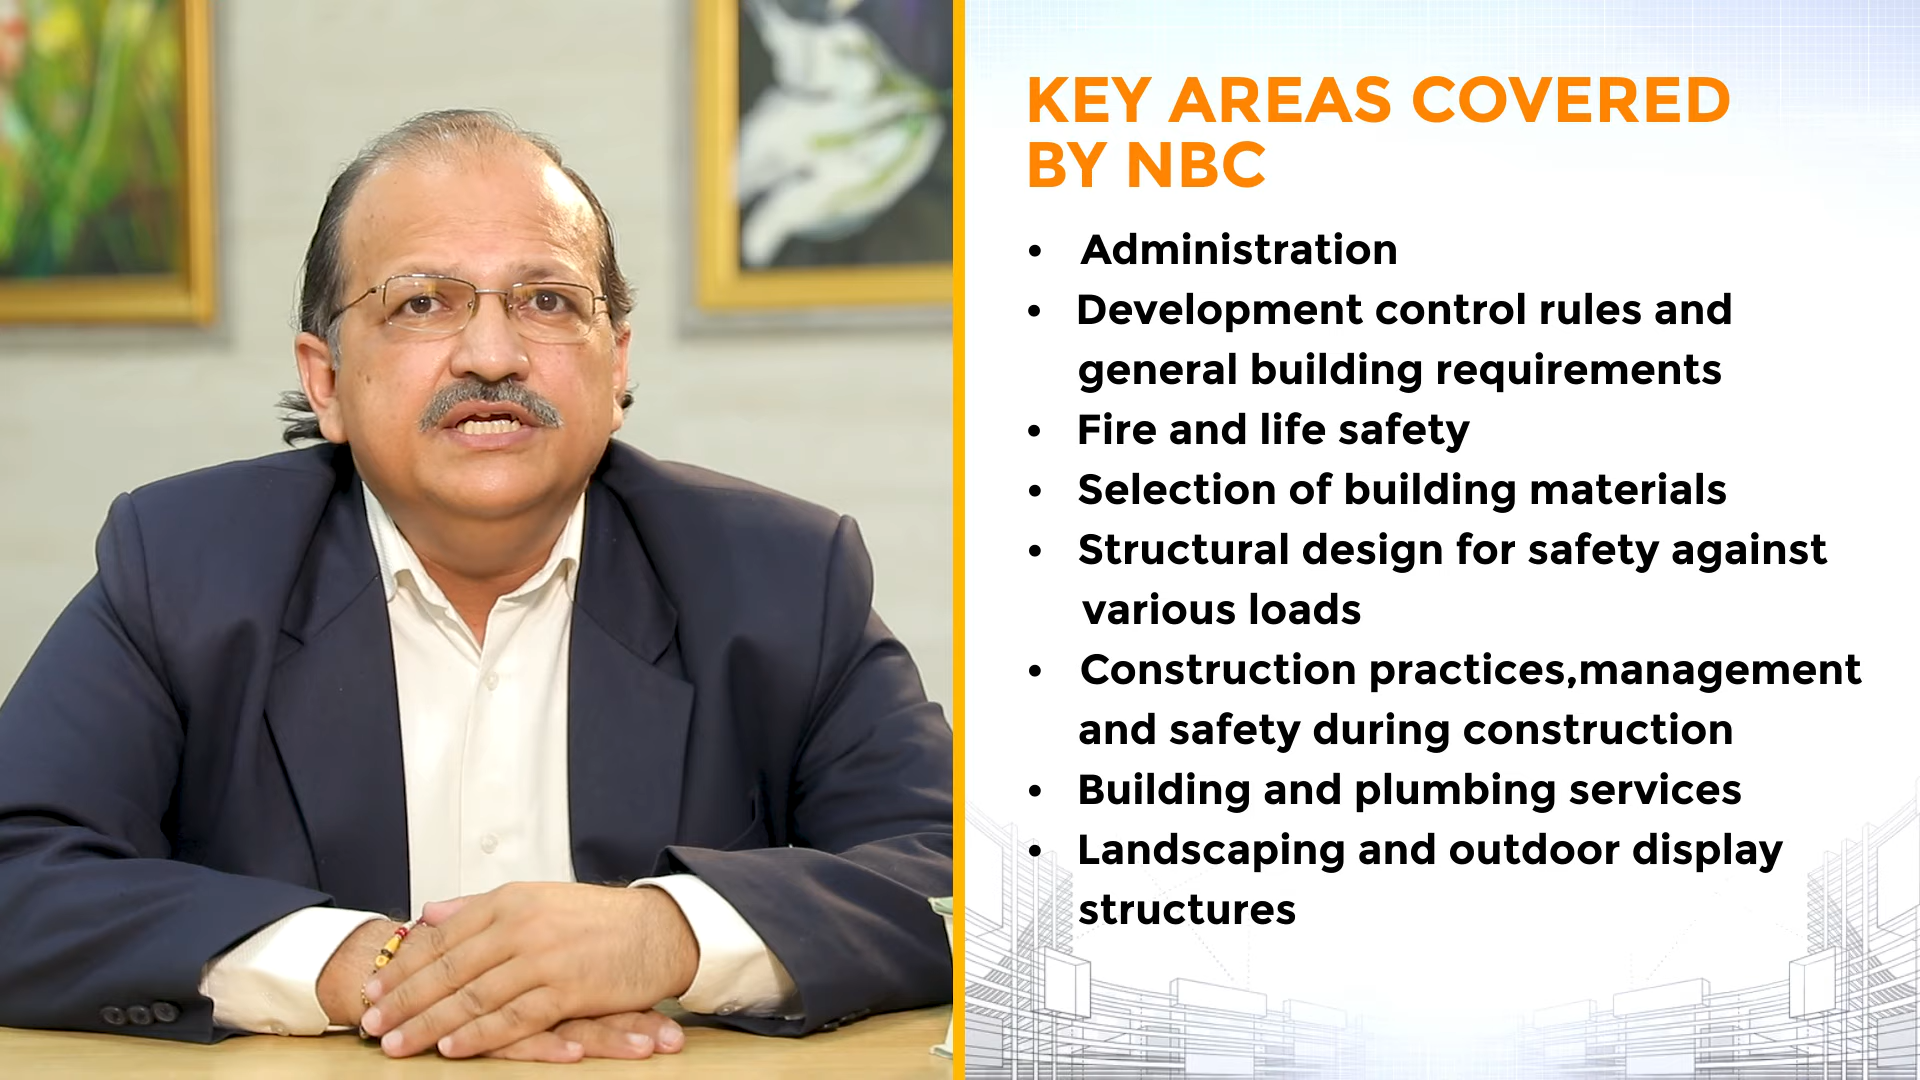 KEY AREAS COVERED
BY NBC
• Administration
• Development control rules and
general building requirements
• Fire and life safety
• Selection of building materials
• Structural design for safety against
various loads
• Construction practices,management
and safety during construction
• Building and plumbing services
• Landscaping and outdoor display
structures